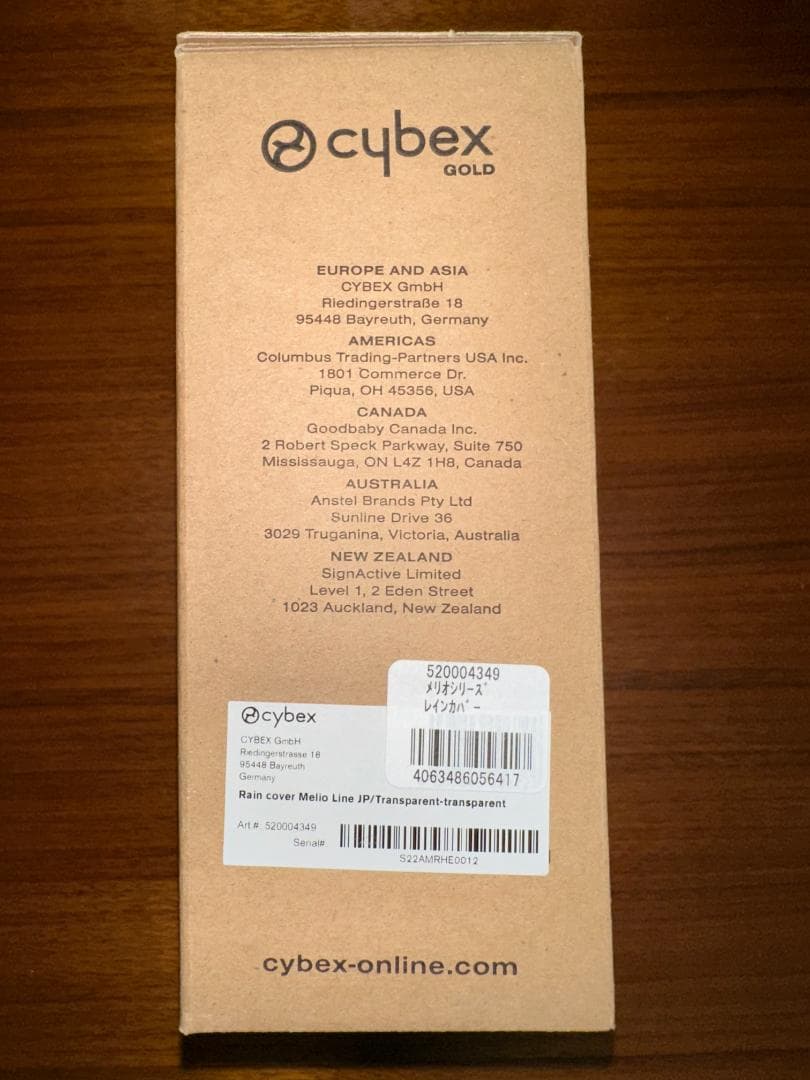 cybex
GOLD
EUROPE AND ASIA
CYBEX GmbH
Riedingerstraße 18
95448 Bayreuth, Germany
AMERICAS
Columbus Trading-Partners USA Inc.
1801 Commerce Dr.
Piqua, OH 45356, USA
CANADA
Goodbaby Canada Inc.
2 Robert Speck Parkway, Suite 750
Mississauga, ON L4Z 1H8, Canada
AUSTRALIA
Anstel Brands Pty Ltd
Sunline Drive 36
3029 Truganina, Victoria, Australia
NEW ZEALAND
SignActive Limited
Level 1, 2 Eden Street
1023 Auckland, New Zealand
520004349
ﾒﾘｵｼﾘｰｽﾞ
ﾚｲﾝｶﾊﾞｰ
4063486056417
cybex
CYBEX GmbH
Riedingerstrasse 18
95448 Bayreuth
Germany
Rain cover Melio Line JP/Transparent-transparent
Art.# 520004349
Serial#
S22AMRHE0012
cybex-online.com